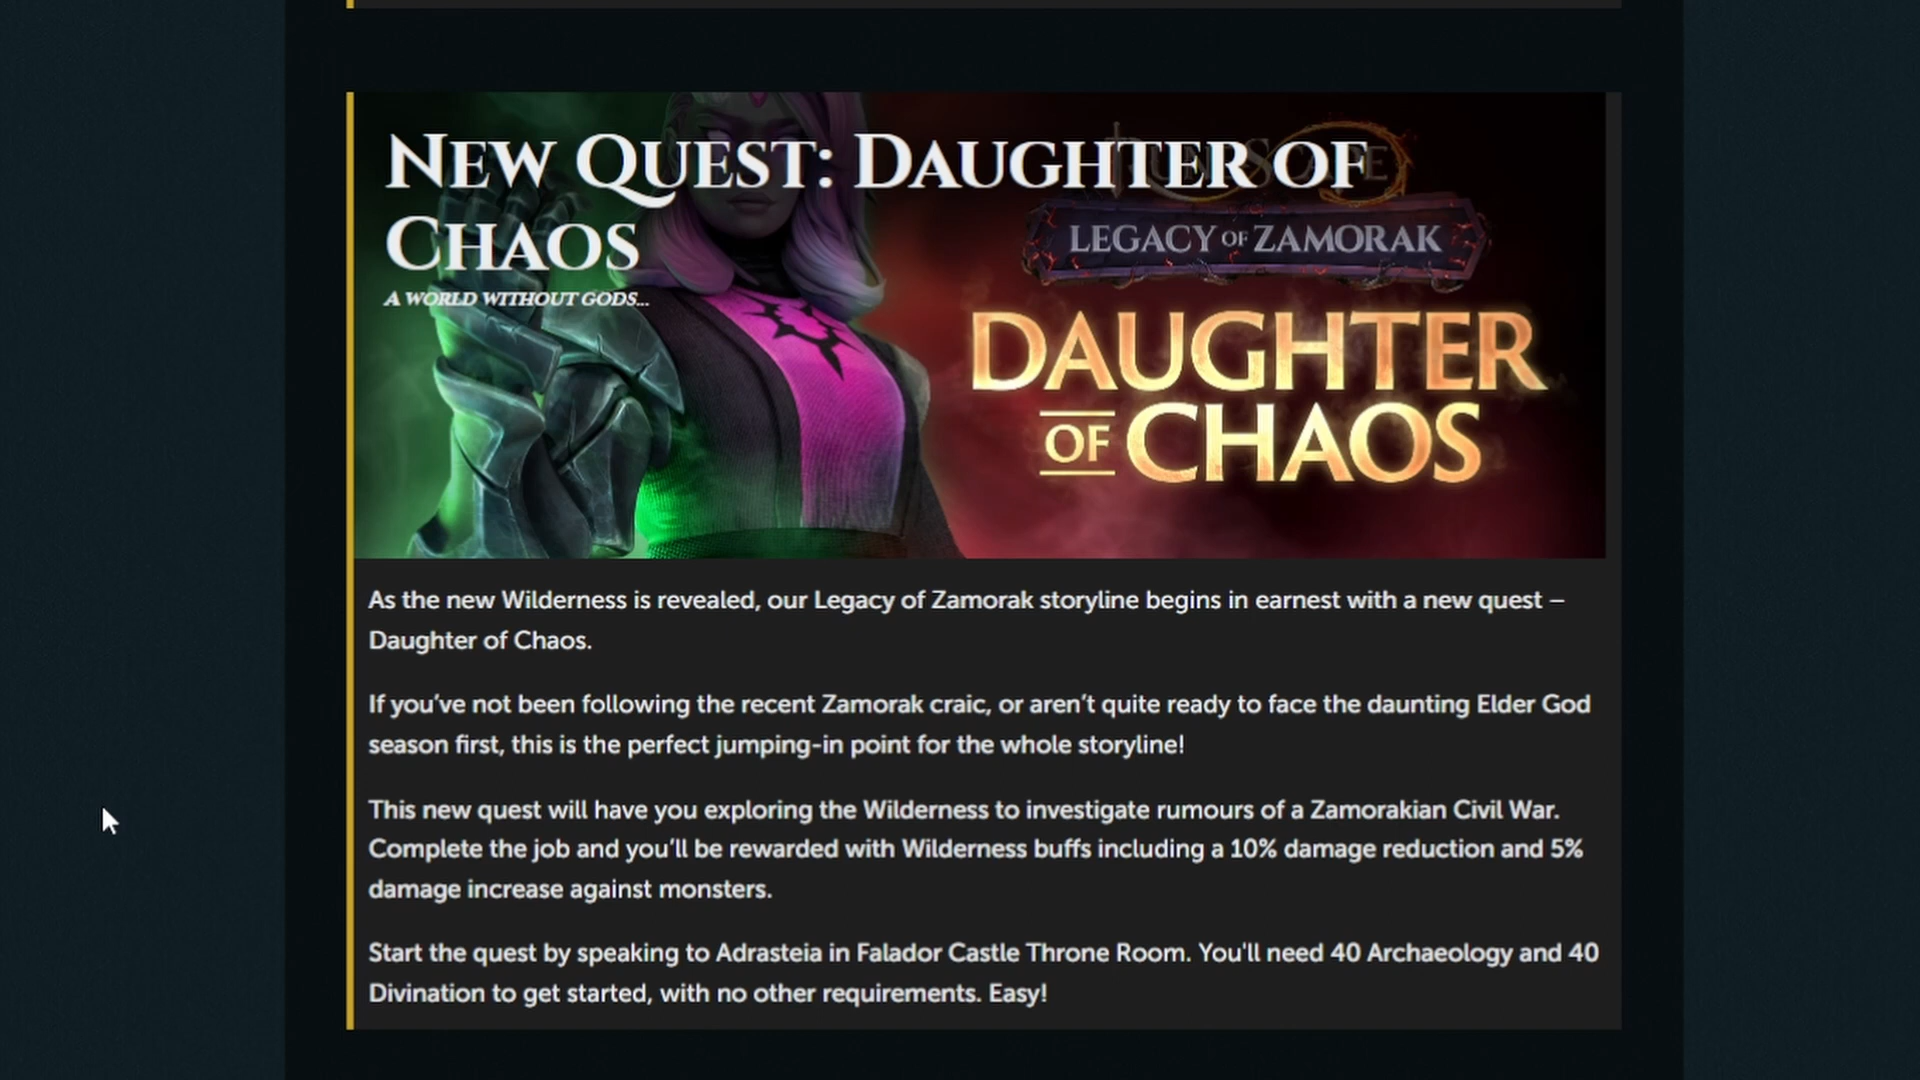 New Quest: Daughter of
Chaos
A world without gods...
RuneScape
LEGACY OF ZAMORAK
DAUGHTER
OF CHAOS
As the new Wilderness is revealed, our Legacy of Zamorak storyline begins in earnest with a new quest –
Daughter of Chaos.
If you’ve not been following the recent Zamorak craic, or aren’t quite ready to face the daunting Elder God
season first, this is the perfect jumping-in point for the whole storyline!
This new quest will have you exploring the Wilderness to investigate rumours of a Zamorakian Civil War.
Complete the job and you’ll be rewarded with Wilderness buffs including a 10% damage reduction and 5%
damage increase against monsters.
Start the quest by speaking to Adrasteia in Falador Castle Throne Room. You'll need 40 Archaeology and 40
Divination to get started, with no other requirements. Easy!